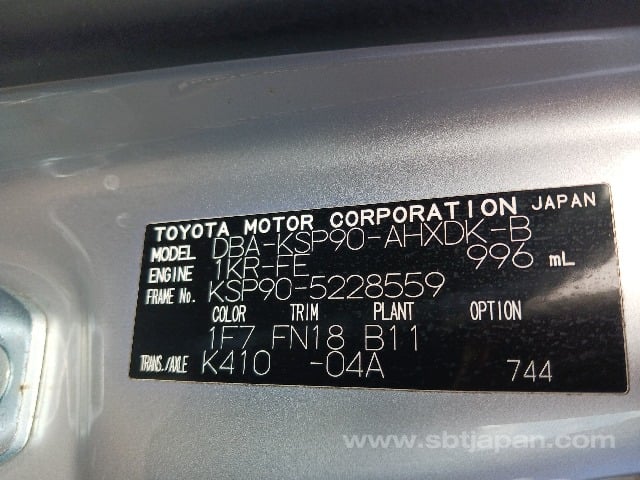 TOYOTA MOTOR CORPORATION JAPAN
MODEL DBA-KSP90-AHXDK-B
ENGINE 1KR-FE 996 mL
FRAME No. KSP90-5228559
COLOR TRIM PLANT OPTION
1F7 FN18 B11
TRANS./AXLE K410 -04A 744
www.sbtjapan.com